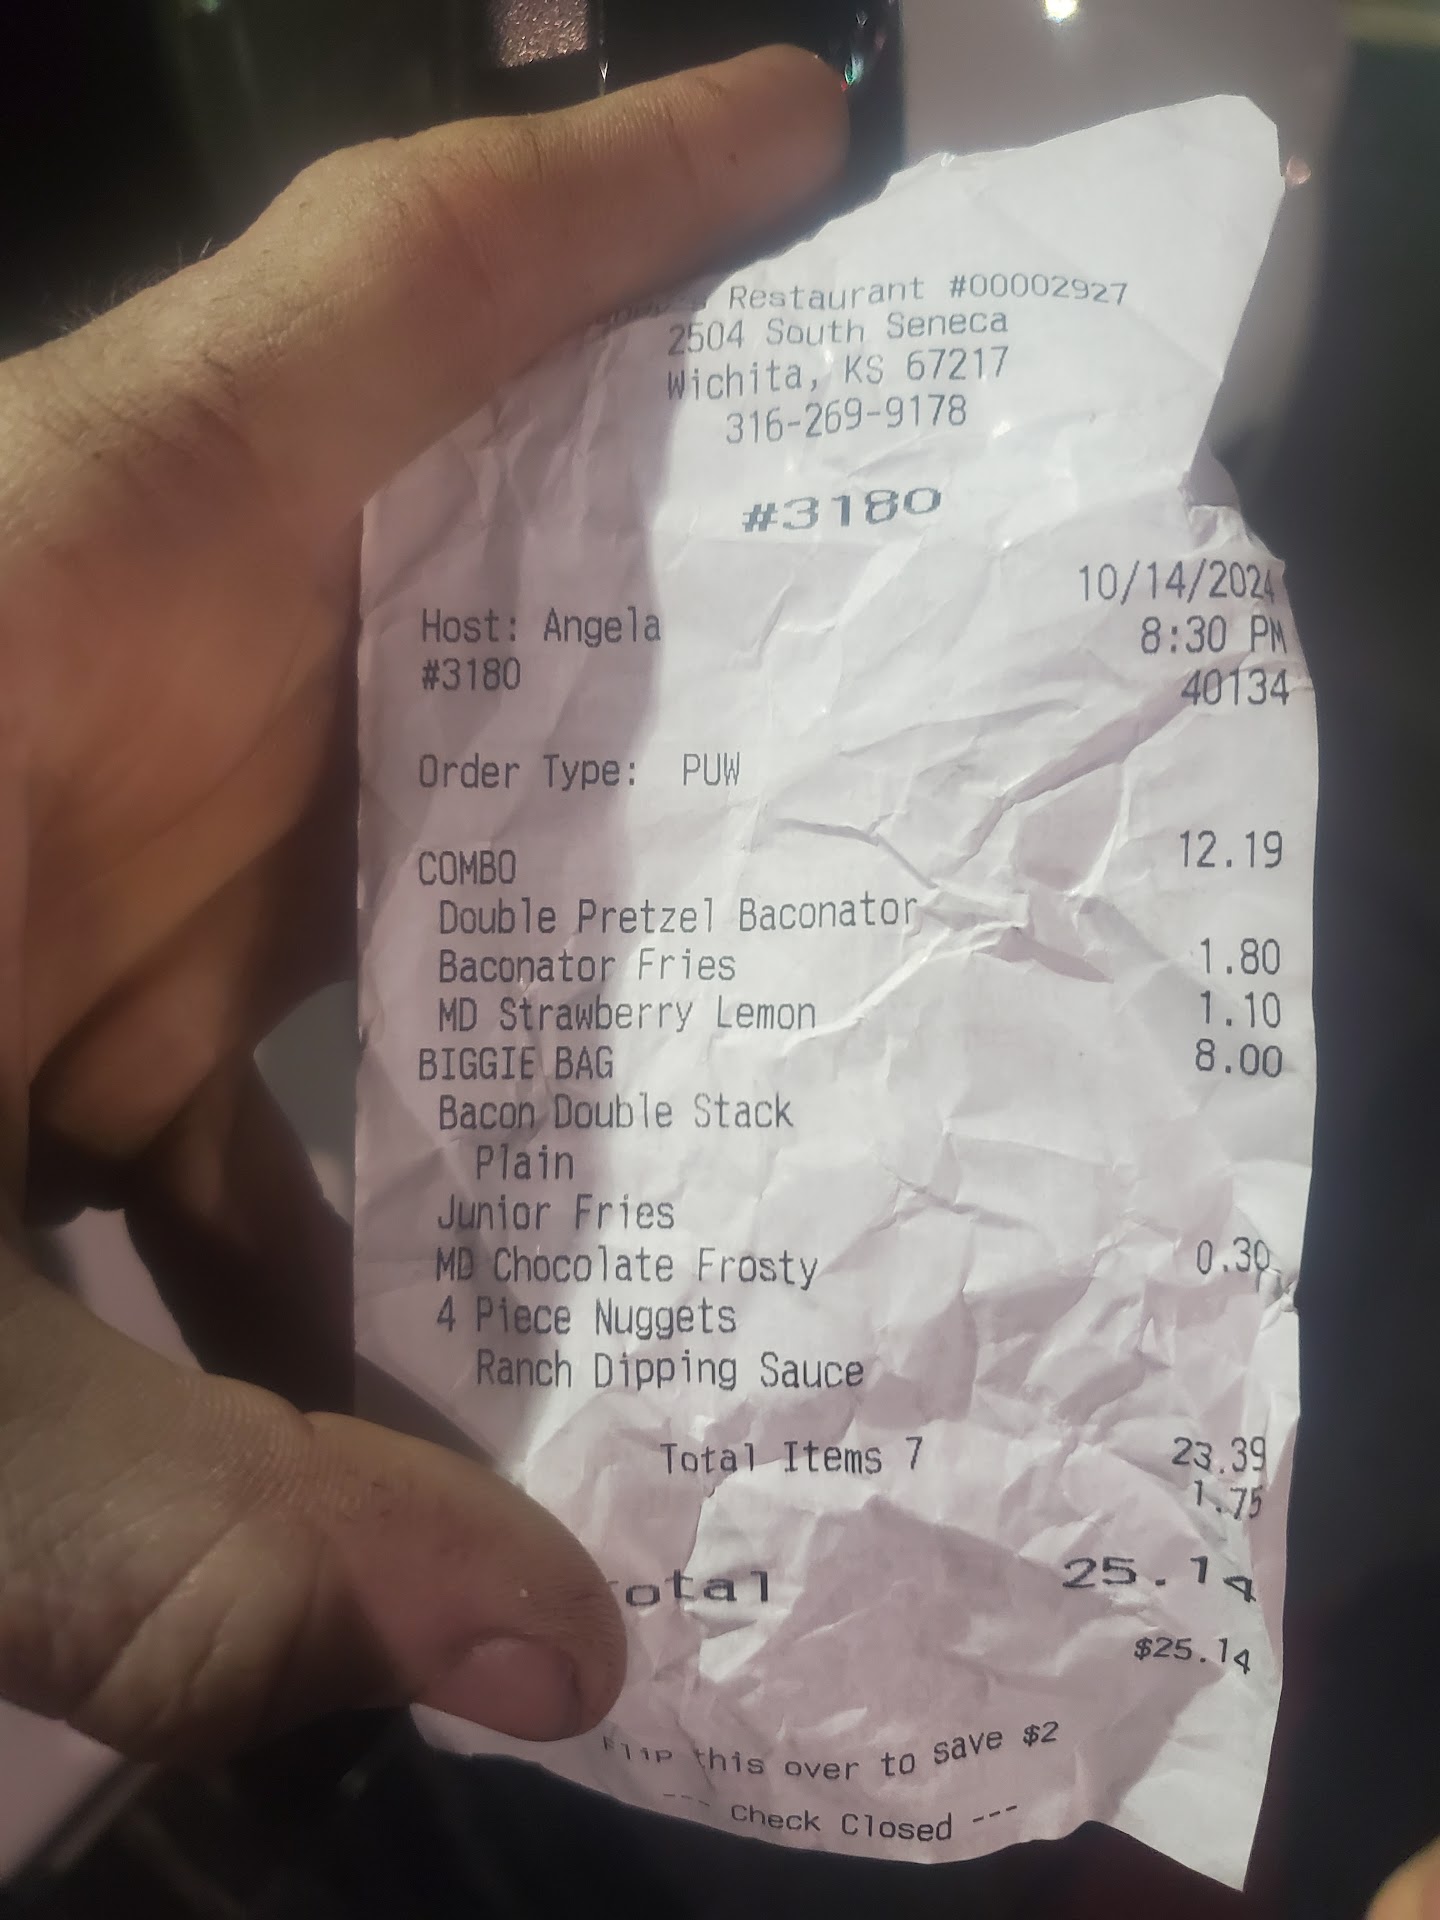 Restaurant #00002927
2504 South Seneca
Wichita, KS 67217
316-269-9178
#3180
10/14/2024
Host: Angela 8:30 PM
#3180 40134
Order Type: PUW
COMBO 12.19
Double Pretzel Baconator
Baconator Fries 1.80
MD Strawberry Lemon 1.10
BIGGIE BAG 8.00
Bacon Double Stack
Plain
Junior Fries
MD Chocolate Frosty 0.30
4 Piece Nuggets
Ranch Dipping Sauce
Total Items 7 23.39
1.75
otal 25.14
$25.14
Flip this over to save $2
--- Check Closed ---